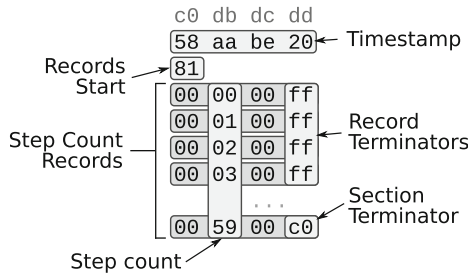 c0 db dc dd
58 aa be 20
Timestamp
Records
Start
81
00 00 00 ff
00 01 00 ff
00 02 00 ff
00 03 00 ff
Step Count
Records
Record
Terminators
...
00 59 00 c0
Section
Terminator
Step count